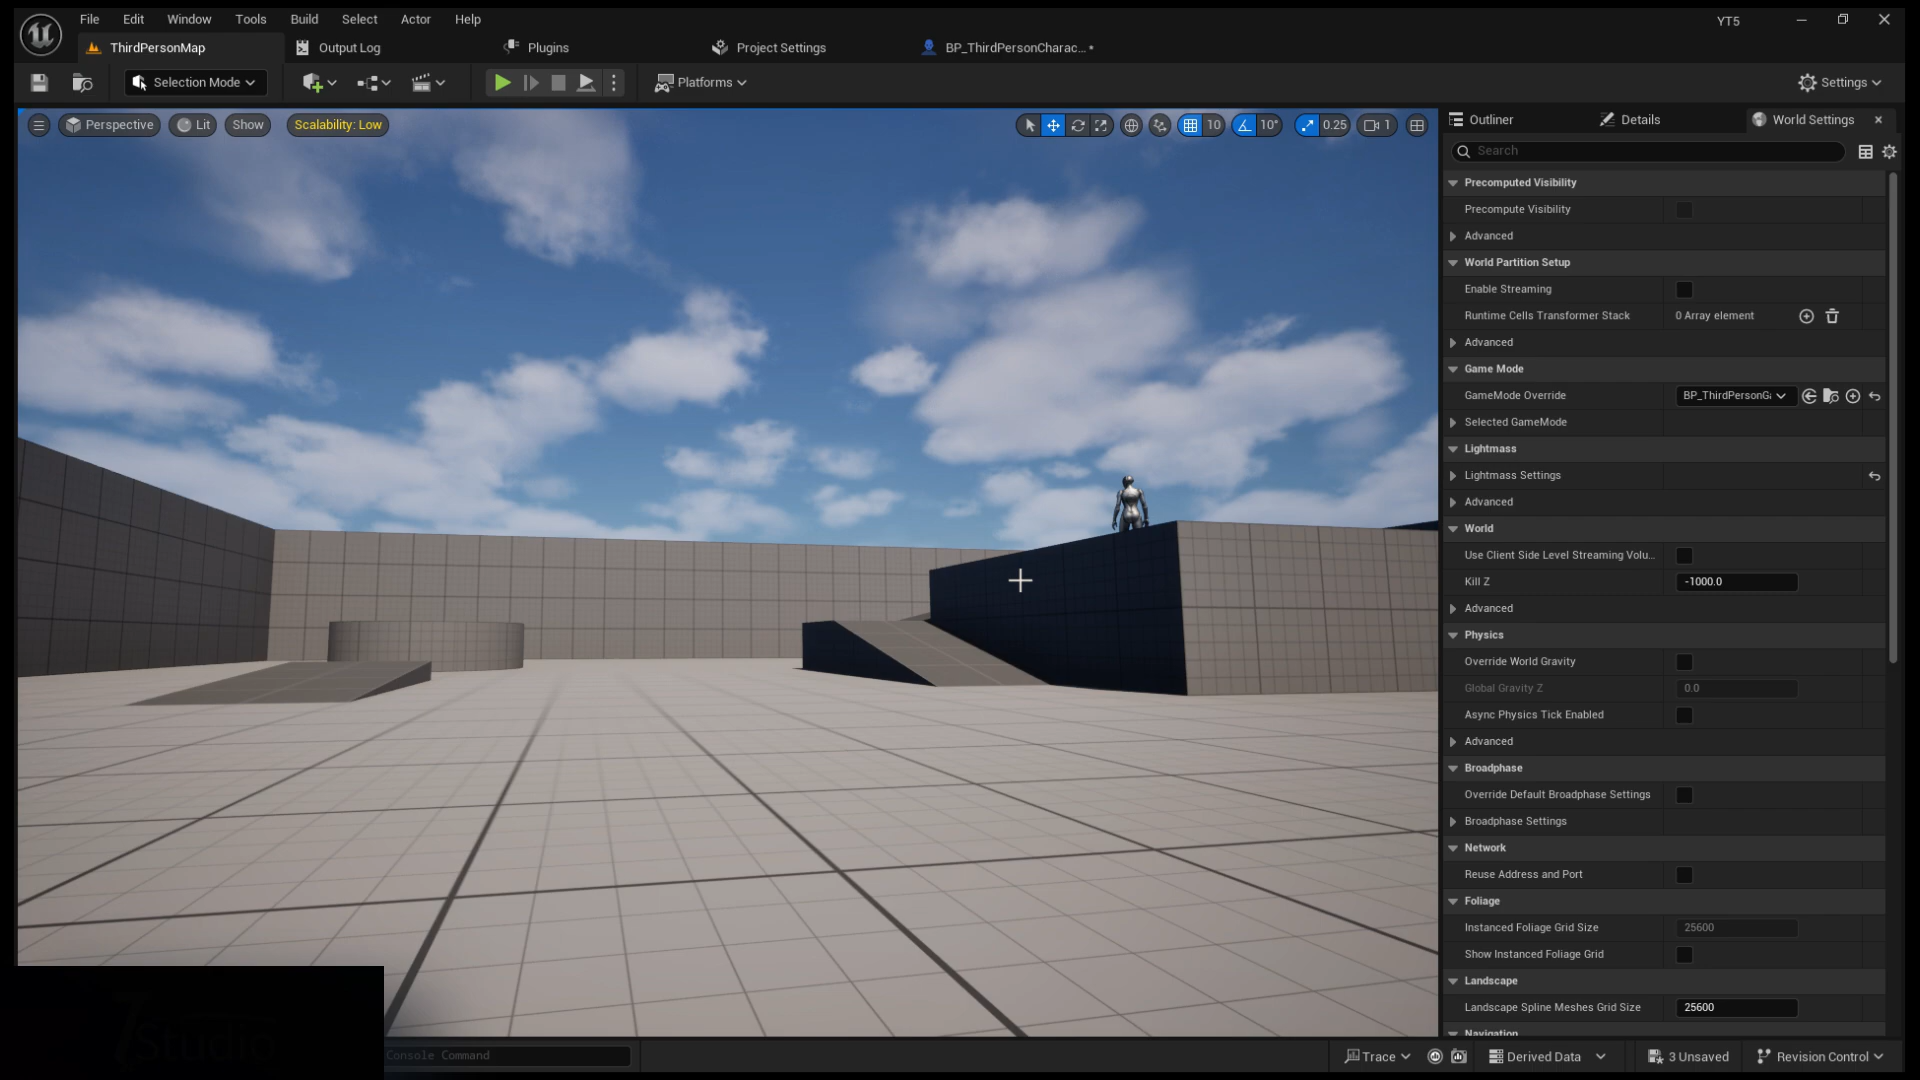 File Edit Window Tools Build Select Actor Help
YT5
ThirdPersonMap
Output Log
Plugins
Project Settings
BP_ThirdPersonCharac... •
Selection Mode
Platforms
Settings
Perspective
Lit
Show
Scalability: Low
10
10°
0.25
1
Outliner
Details
World Settings
Search
Precomputed Visibility
Precompute Visibility
Advanced
World Partition Setup
Enable Streaming
Runtime Cells Transformer Stack
0 Array element
Advanced
Game Mode
GameMode Override
BP_ThirdPersonGa
Selected GameMode
Lightmass
Lightmass Settings
Advanced
World
Use Client Side Level Streaming Volu...
Kill Z
-1000.0
Advanced
Physics
Override World Gravity
Global Gravity Z
0.0
Async Physics Tick Enabled
Advanced
Broadphase
Override Default Broadphase Settings
Broadphase Settings
Network
Reuse Address and Port
Foliage
Instanced Foliage Grid Size
25600
Show Instanced Foliage Grid
Landscape
Landscape Spline Meshes Grid Size
25600
Navigation
7Studio
Console Command
Trace
Derived Data
3 Unsaved
Revision Control